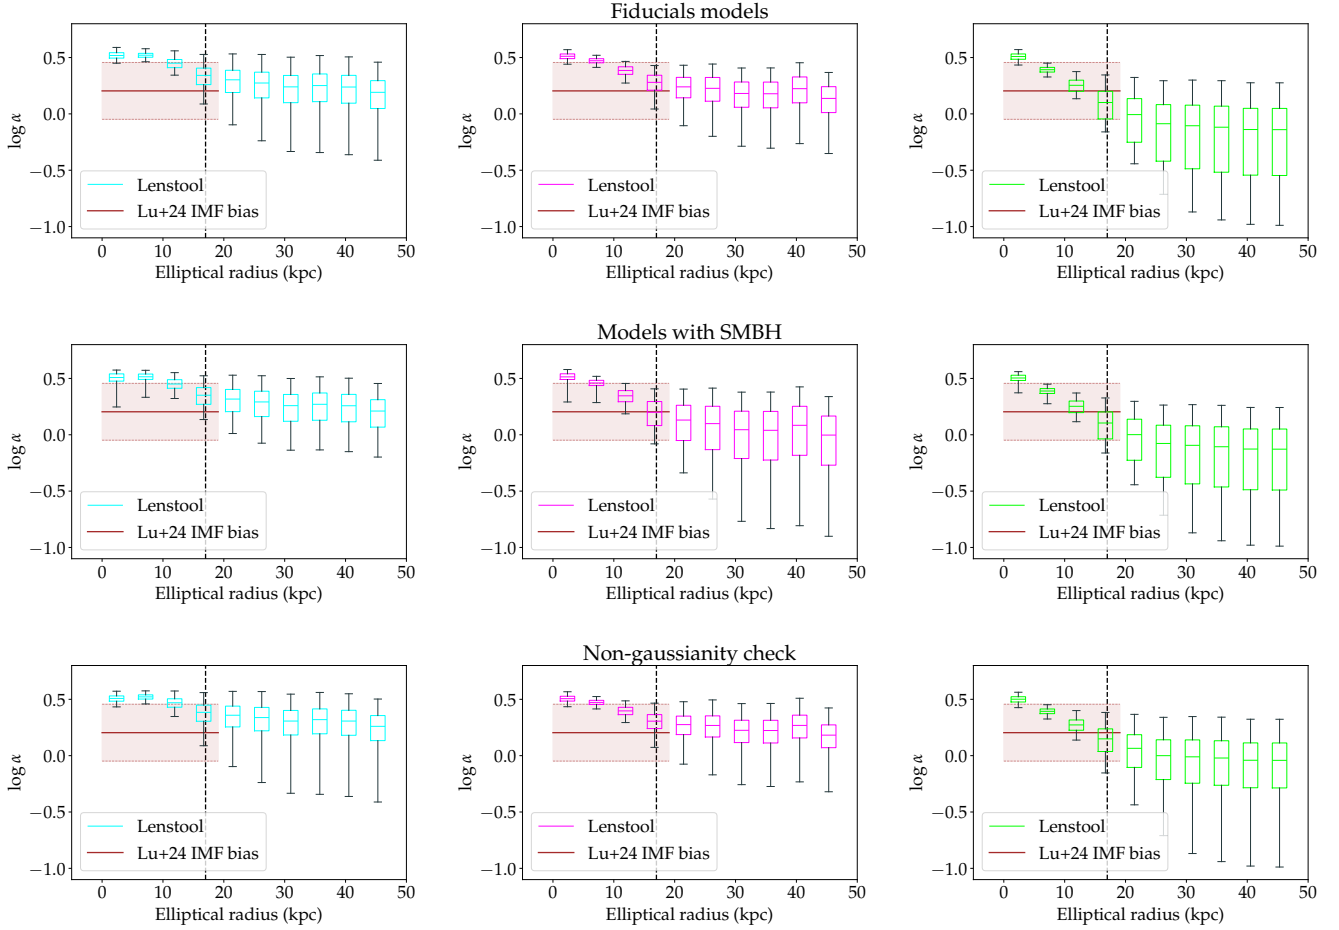 Fiducials models
0.5
0.0
−0.5
−1.0
log α
Lenstool
Lu+24 IMF bias
0 10 20 30 40 50
Elliptical radius (kpc)
0.5
0.0
−0.5
−1.0
log α
Lenstool
Lu+24 IMF bias
0 10 20 30 40 50
Elliptical radius (kpc)
0.5
0.0
−0.5
−1.0
log α
Lenstool
Lu+24 IMF bias
0 10 20 30 40 50
Elliptical radius (kpc)
Models with SMBH
0.5
0.0
−0.5
−1.0
log α
Lenstool
Lu+24 IMF bias
0 10 20 30 40 50
Elliptical radius (kpc)
0.5
0.0
−0.5
−1.0
log α
Lenstool
Lu+24 IMF bias
0 10 20 30 40 50
Elliptical radius (kpc)
0.5
0.0
−0.5
−1.0
log α
Lenstool
Lu+24 IMF bias
0 10 20 30 40 50
Elliptical radius (kpc)
Non-gaussianity check
0.5
0.0
−0.5
−1.0
log α
Lenstool
Lu+24 IMF bias
0 10 20 30 40 50
Elliptical radius (kpc)
0.5
0.0
−0.5
−1.0
log α
Lenstool
Lu+24 IMF bias
0 10 20 30 40 50
Elliptical radius (kpc)
0.5
0.0
−0.5
−1.0
log α
Lenstool
Lu+24 IMF bias
0 10 20 30 40 50
Elliptical radius (kpc)